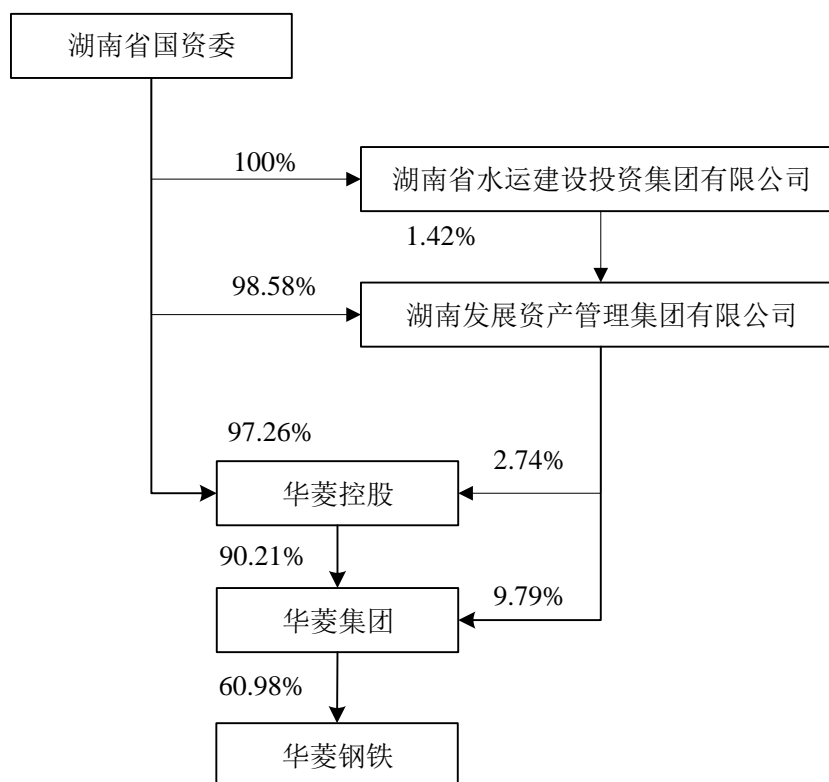 湖南省国资委
100%
湖南省水运建设投资集团有限公司
1.42%
98.58%
湖南发展资产管理集团有限公司
97.26%
2.74%
华菱控股
90.21%
9.79%
华菱集团
60.98%
华菱钢铁